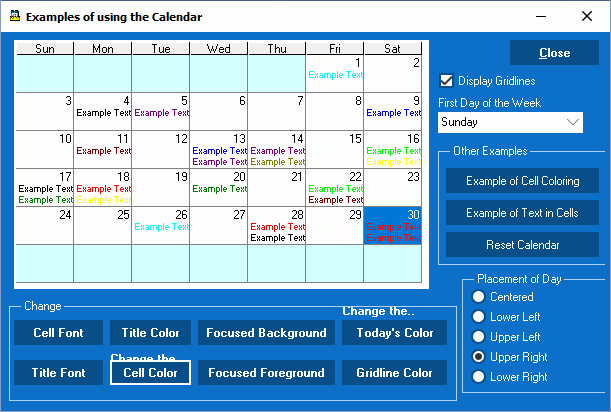 Examples of using the Calendar
Sun Mon Tue Wed Thu Fri Sat
1 2
Example Text
3 4 5 6 7 8 9
Example Text Example Text Example Text
10 11 12 13 14 15 16
Example Text Example Text Example Text Example Text
Example Text Example Text Example Text
17 18 19 20 21 22 23
Example Text Example Text Example Text Example Text Example Text
Example Text Example Text Example Text
24 25 26 27 28 29 30
Example Text Example Text Example Text
Example Text Example Text
Close
Display Gridlines
First Day of the Week
Sunday
Other Examples
Example of Cell Coloring
Example of Text in Cells
Reset Calendar
Placement of Day
Centered
Lower Left
Upper Left
Upper Right
Lower Right
Change
Change the..
Cell Font Title Color Focused Background Today's Color
Change the
Title Font Cell Color Focused Foreground Gridline Color